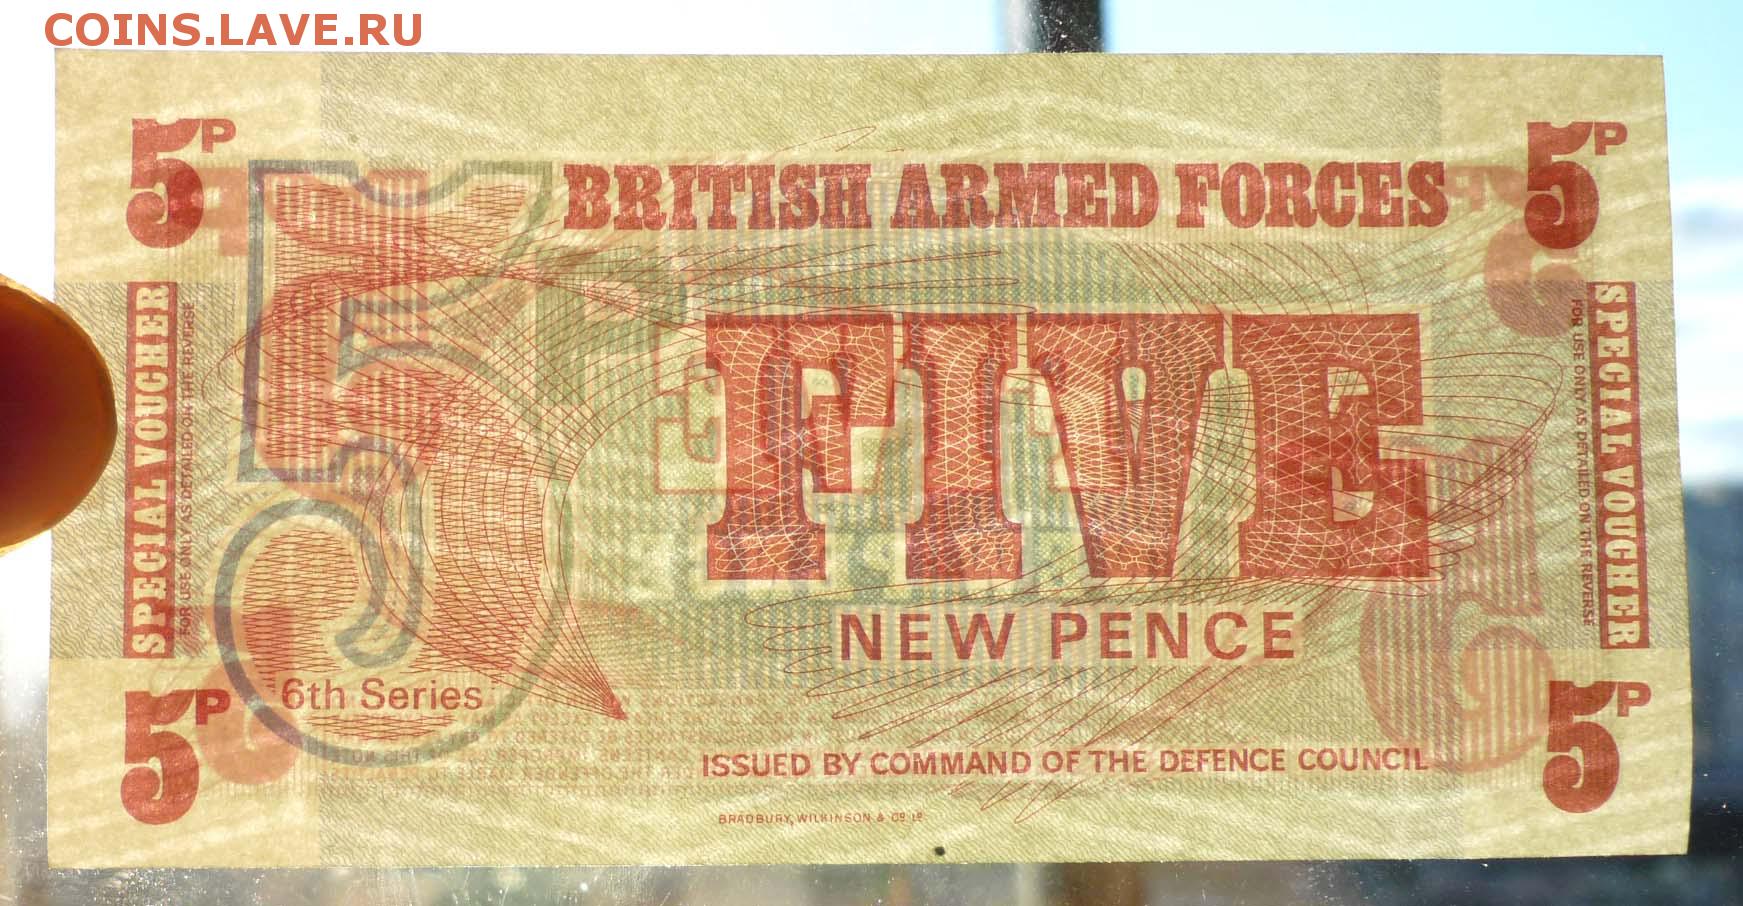 COINS.LAVE.RU
5P
5P
BRITISH ARMED FORCES
SPECIAL VOUCHER
FOR USE ONLY AS DETAILED ON THE REVERSE
5
FIVE
NEW PENCE
FOR USE ONLY AS DETAILED ON THE REVERSE
SPECIAL VOUCHER
6th Series
5P
5P
ISSUED BY COMMAND OF THE DEFENCE COUNCIL
BRADBURY, WILKINSON & Cº Lº